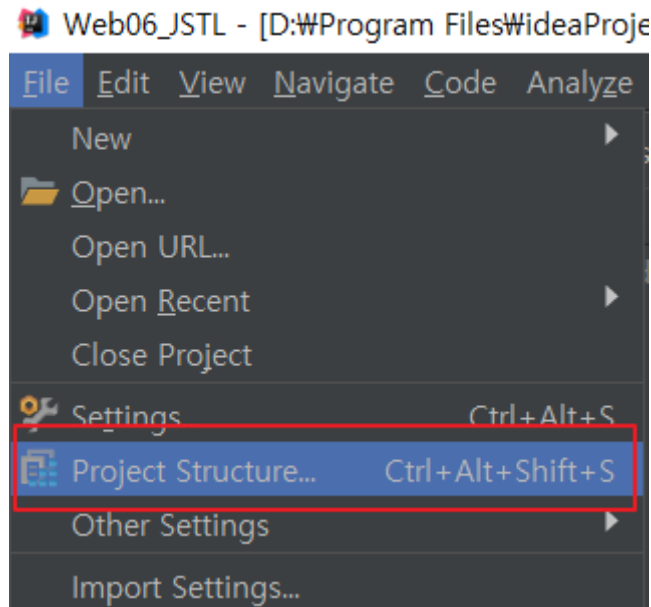 Web06_JSTL - [D:₩Program Files₩ideaProje
File Edit View Navigate Code Analyze
New
Open...
Open URL...
Open Recent
Close Project
Settings... Ctrl+Alt+S
Project Structure... Ctrl+Alt+Shift+S
Other Settings
Import Settings...